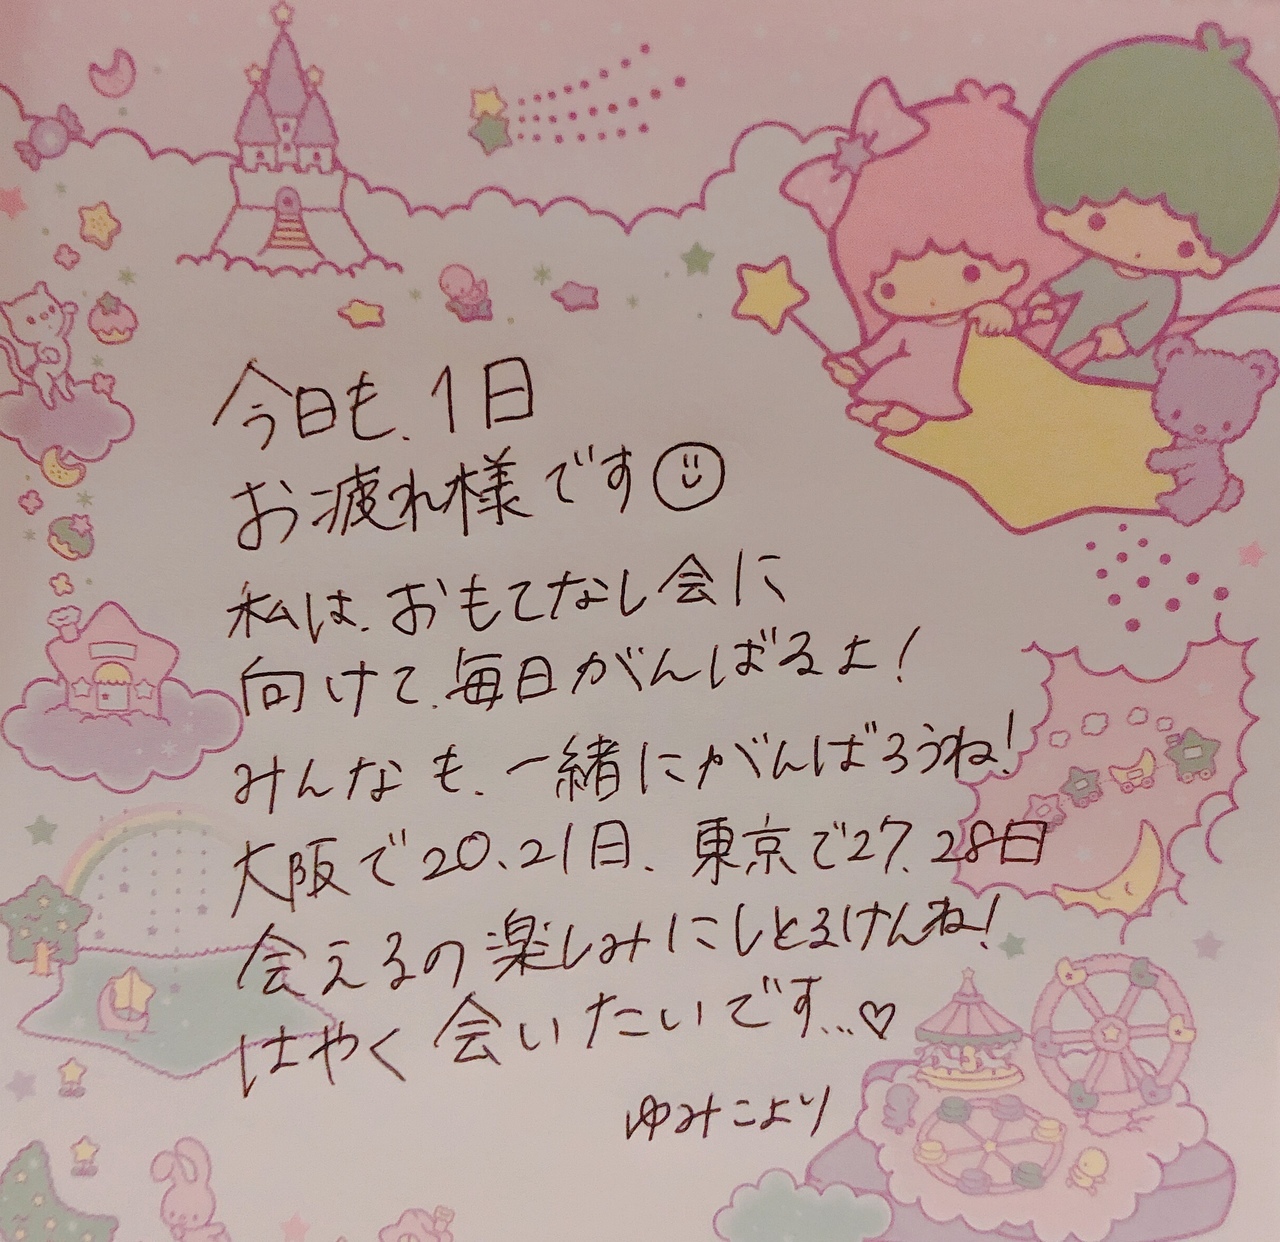 今日も、1日
お疲れ様です
私は、おもてなし会に
向けて、毎日がんばるよ!
みんなも、一緒にがんばろうね!
大阪で20、21日、東京で27、28日
会えるの楽しみにしとるけんね!
はやく会いたいです…♡
ゆみこより